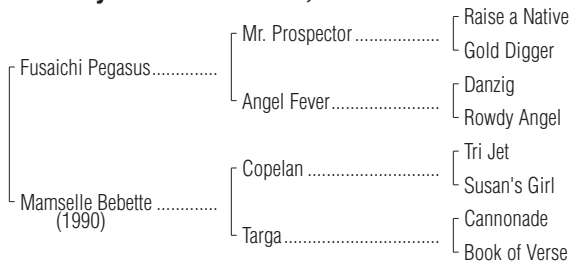 Raise a Native
Mr. Prospector ...................
Gold Digger
Fusaichi Pegasus...............
Danzig
Angel Fever........................
Rowdy Angel
Tri Jet
Copelan .............................
Susan's Girl
Mamselle Bebette ..............
(1990)
Cannonade
Targa..................................
Book of Verse